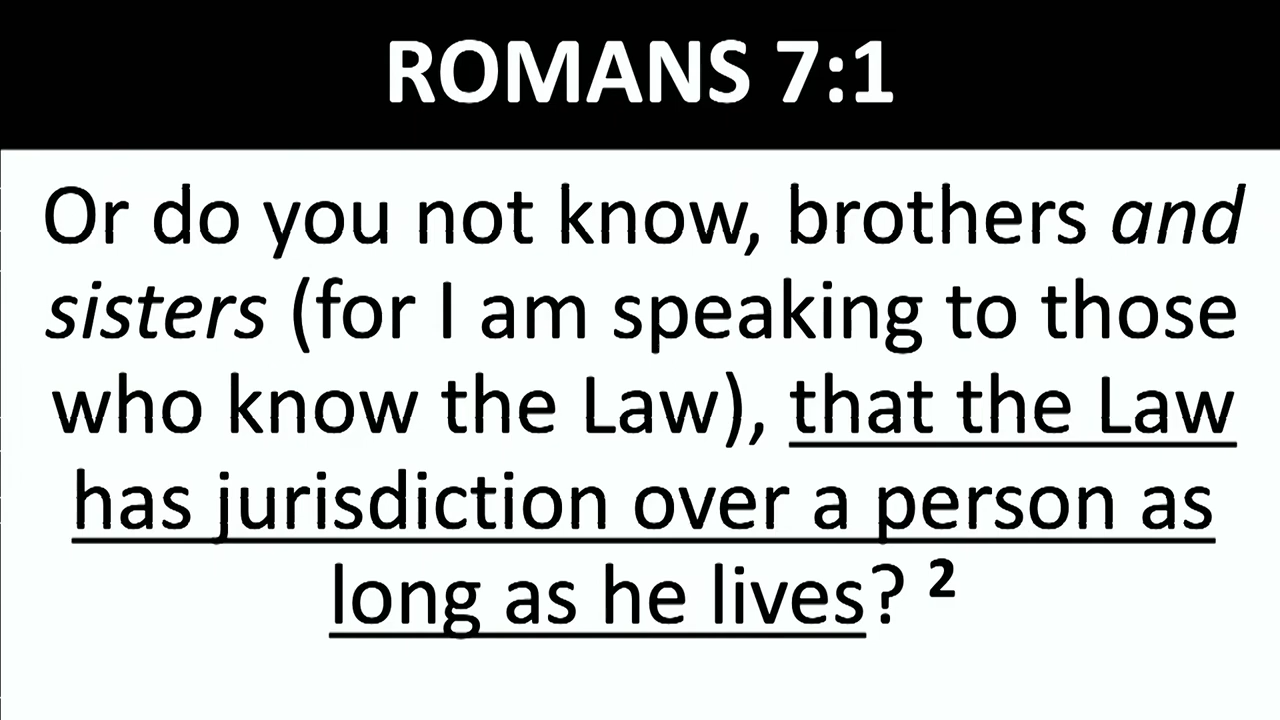 ROMANS 7:1
Or do you not know, brothers and
sisters (for I am speaking to those
who know the Law), that the Law
has jurisdiction over a person as
long as he lives? ²